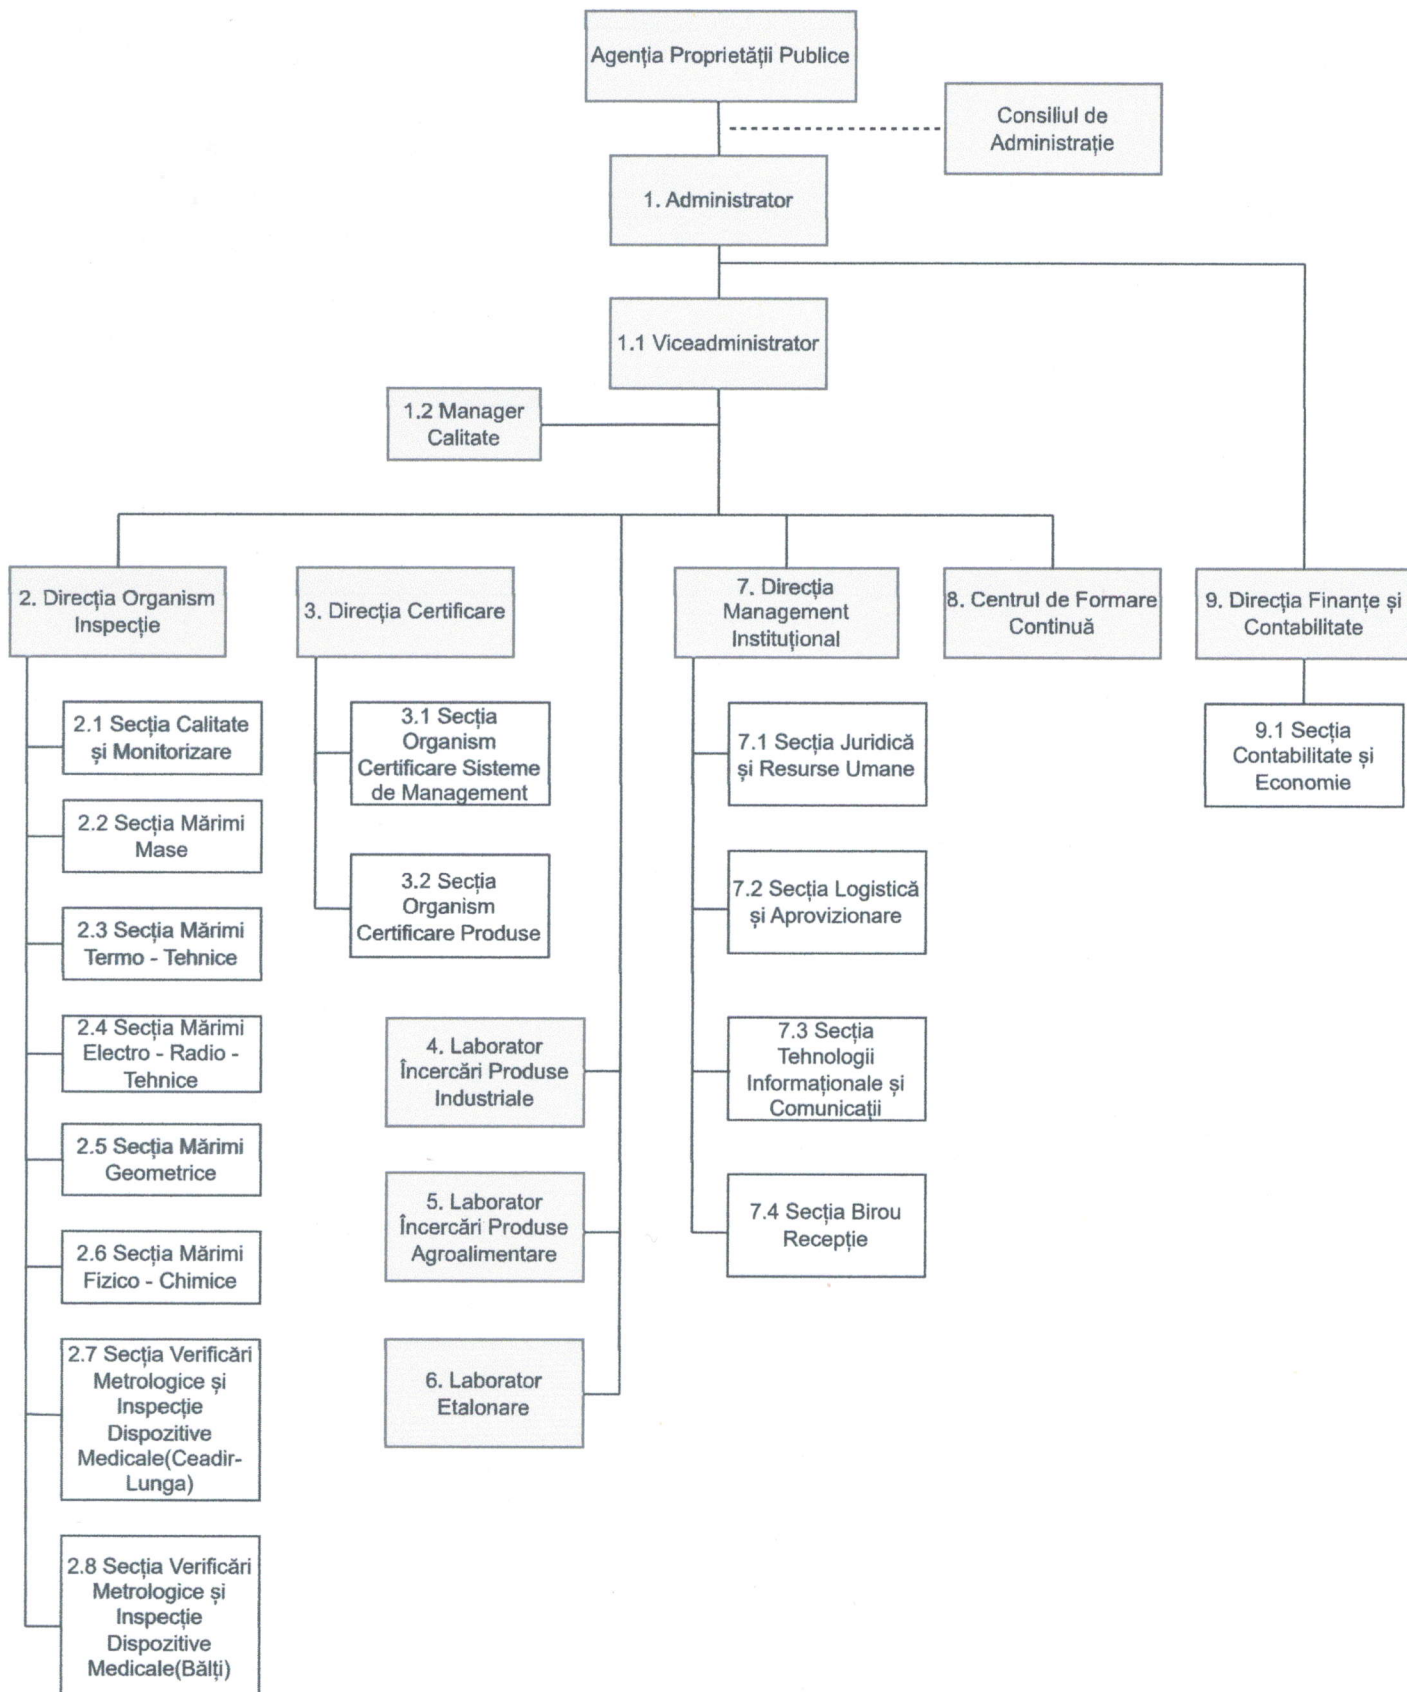 Agenția Proprietății Publice
Consiliul de
Administrație
1. Administrator
1.1 Viceadministrator
1.2 Manager
Calitate
2. Direcția Organism
Inspecție
3. Direcția Certificare
7. Direcția
Management
Instituțional
8. Centrul de Formare
Continuă
9. Direcția Finanțe și
Contabilitate
2.1 Secția Calitate
și Monitorizare
2.2 Secția Mărimi
Mase
2.3 Secția Mărimi
Termo - Tehnice
2.4 Secția Mărimi
Electro - Radio -
Tehnice
2.5 Secția Mărimi
Geometrice
2.6 Secția Mărimi
Fizico - Chimice
2.7 Secția Verificări
Metrologice și
Inspecție
Dispozitive
Medicale(Ceadir-
Lunga)
2.8 Secția Verificări
Metrologice și
Inspecție
Dispozitive
Medicale(Bălți)
3.1 Secția
Organism
Certificare Sisteme
de Management
3.2 Secția
Organism
Certificare Produse
4. Laborator
Încercări Produse
Industriale
5. Laborator
Încercări Produse
Agroalimentare
6. Laborator
Etalonare
7.1 Secția Juridică
și Resurse Umane
7.2 Secția Logistică
și Aprovizionare
7.3 Secția
Tehnologii
Informaționale și
Comunicații
7.4 Secția Birou
Recepție
9.1 Secția
Contabilitate și
Economie